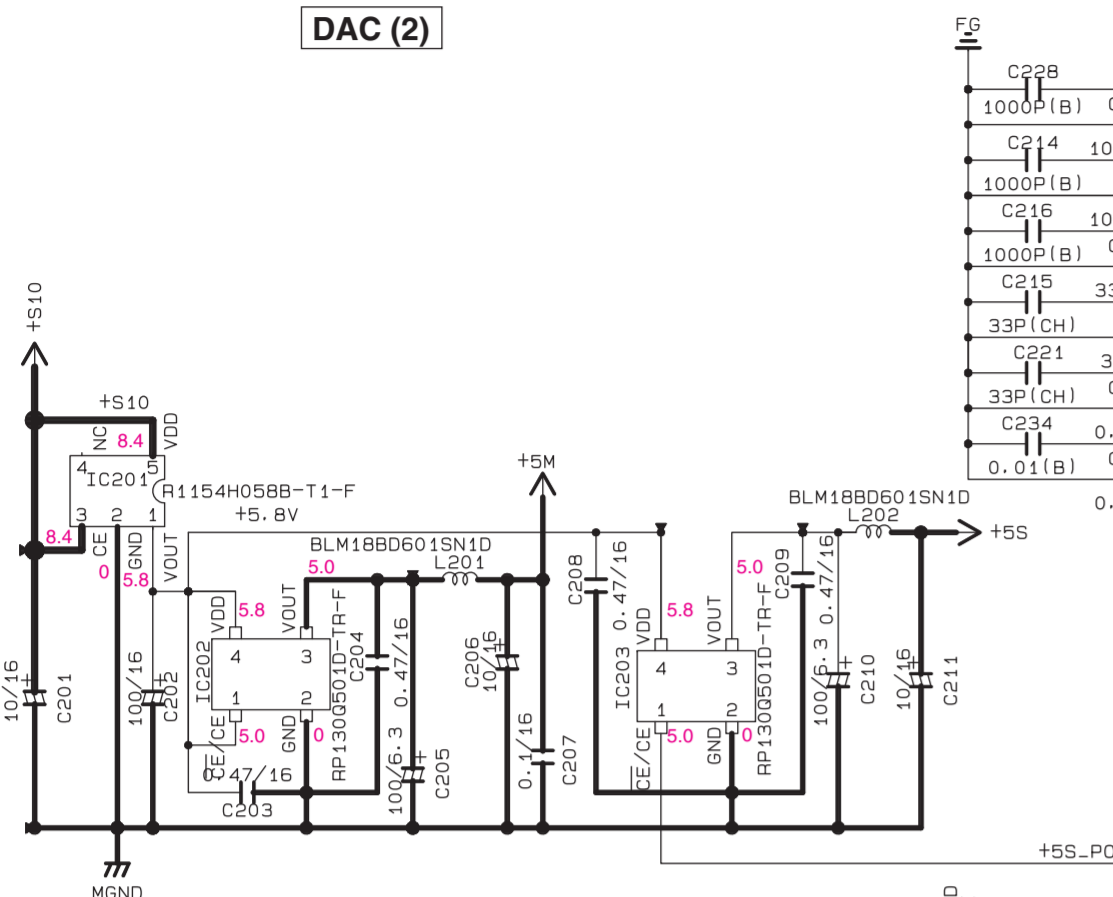 DAC (2)
FG
C228
1000P(B)
C214
10
1000P(B)
C216
10
1000P(B)
C215
33
33P(CH)
C221
3
33P(CH)
C234
0.
0.01(B)
0.
+S10
+S10
NC
8.4
VDD
4
5
IC201
R1154H058B-T1-F
+5.8V
3
2
1
8.4
CE
0
GND
5.8
VOUT
10/16
+
C201
100/16
+
C202
VDD
5.8
VOUT
5.0
IC202
4
3
1
2
RP130Q501D-TR-F
CE/CE
5.0
GND
0
0.47/16
C203
MGND
BLM18BD601SN1D
L201
+5M
C204
0.47/16
100/6.3
+
C205
C206
10/16
+
0.1/16
C207
C208
0.47/16
VDD
5.8
VOUT
5.0
IC203
4
3
1
2
RP130Q501D-TR-F
CE/CE
5.0
GND
0
C209
0.47/16
BLM18BD601SN1D
L202
+5S
100/6.3
+
C210
10/16
+
C211
+5S_PO